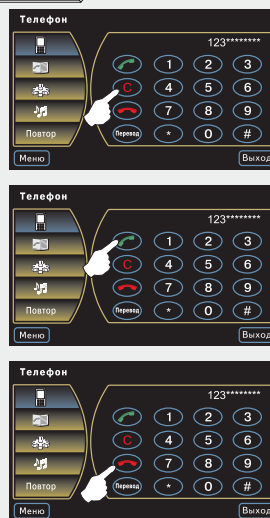 Телефон
123********
1 2 3
C 4 5 6
7 8 9
Повтор Перевод * 0 #
Меню Выход
Телефон
123********
1 2 3
C 4 5 6
7 8 9
Повтор Перевод * 0 #
Меню Выход
Телефон
123********
1 2 3
C 4 5 6
7 8 9
Повтор Перевод * 0 #
Меню Выход